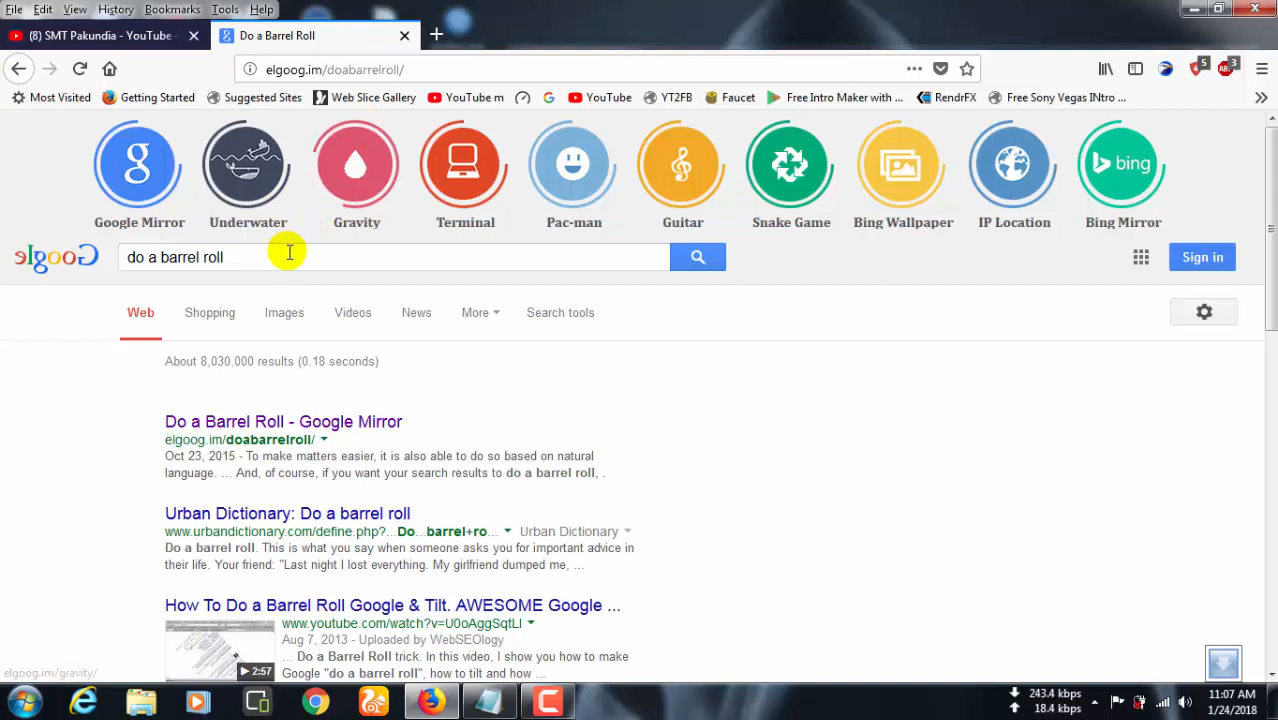 File Edit View History Bookmarks Tools Help
(8) SMT Pakundia - YouTube
Do a Barrel Roll
elgoog.im/doabarrelroll/
5
3
Most Visited Getting Started Suggested Sites Web Slice Gallery YouTube m YouTube YT2FB Faucet Free Intro Maker with ... RendrFX Free Sony Vegas INtro ...
bing
Google Mirror Underwater Gravity Terminal Pac-man Guitar Snake Game Bing Wallpaper IP Location Bing Mirror
Google
do a barrel roll
Sign in
Web Shopping Images Videos News More Search tools
About 8,030,000 results (0.18 seconds)
Do a Barrel Roll - Google Mirror
elgoog.im/doabarrelroll/
Oct 23, 2015 - To make matters easier, it is also able to do so based on natural
language. ... And, of course, if you want your search results to do a barrel roll, .
Urban Dictionary: Do a barrel roll
www.urbandictionary.com/define.php?...Do...barrel+ro... Urban Dictionary
Do a barrel roll. This is what you say when someone asks you for important advice in
their life. Your friend: "Last night I lost everything. My girlfriend dumped me, ...
How To Do a Barrel Roll Google & Tilt. AWESOME Google ...
www.youtube.com/watch?v=U0oAggSqtLI
Aug 7, 2013 - Uploaded by WebSEOlogy
... Do a Barrel Roll trick. In this video, I show you how to make
Google "do a barrel roll", how to tilt and how ...
2:57
elgoog.im/gravity/
243.4 kbps
18.4 kbps
11:07 AM
1/24/2018